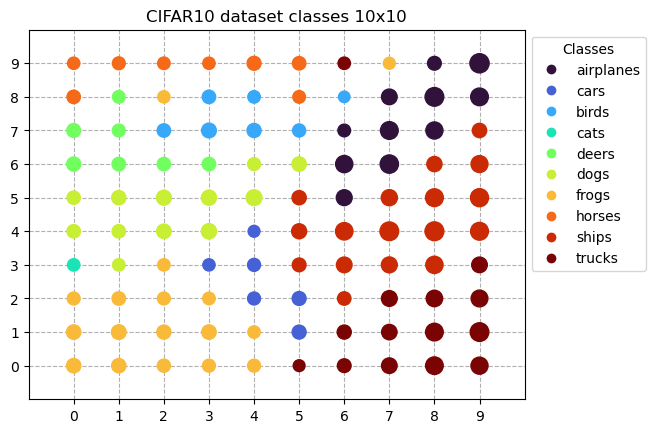 CIFAR10 dataset classes 10x10
9
8
7
6
5
4
3
2
1
0
0 1 2 3 4 5 6 7 8 9
Classes
airplanes
cars
birds
cats
deers
dogs
frogs
horses
ships
trucks